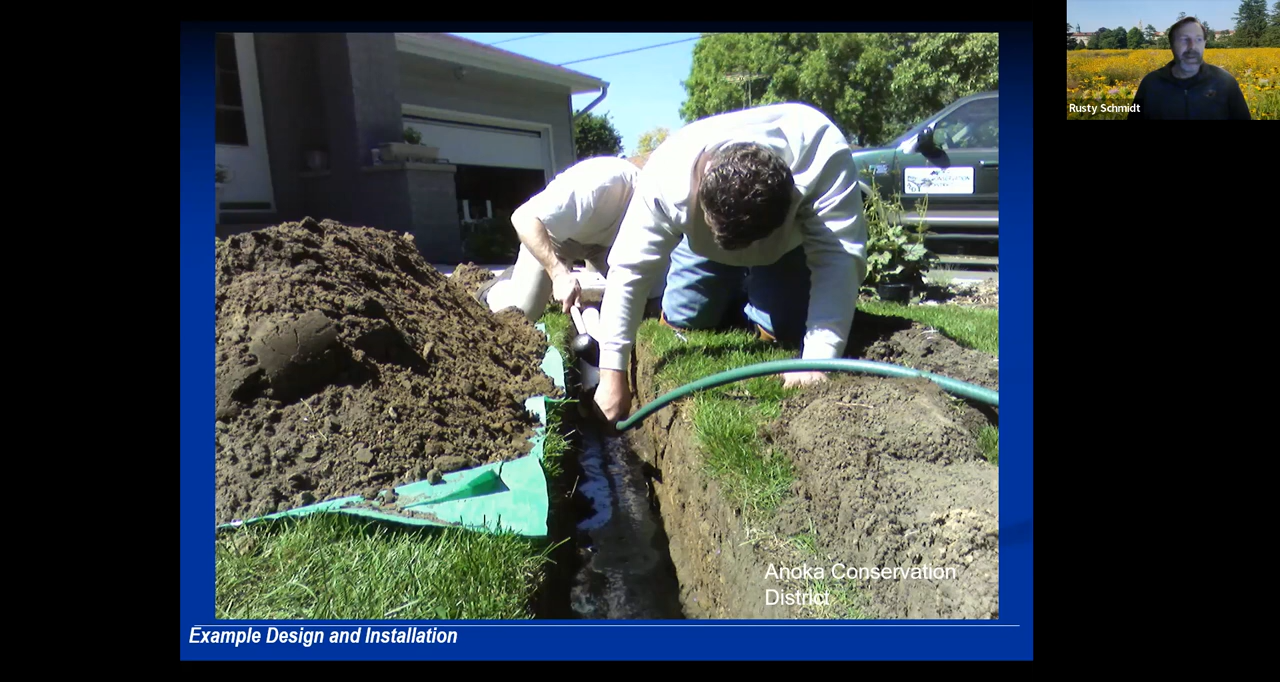 Rusty Schmidt
Anoka Conservation
District
Example Design and Installation